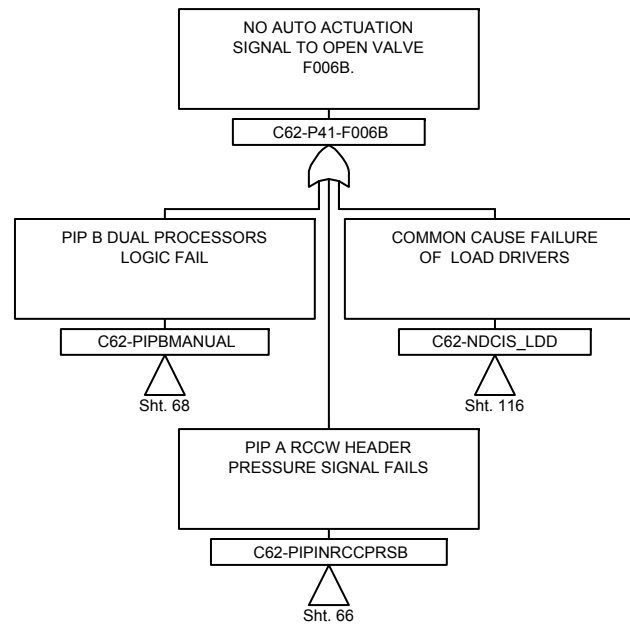 NO AUTO ACTUATION
SIGNAL TO OPEN VALVE
F006B.
C62-P41-F006B
PIP B DUAL PROCESSORS
LOGIC FAIL
C62-PIPBMANUAL
Sht. 68
COMMON CAUSE FAILURE
OF LOAD DRIVERS
C62-NDCIS_LDD
Sht. 116
PIP A RCCW HEADER
PRESSURE SIGNAL FAILS
C62-PIPINRCCPRSB
Sht. 66